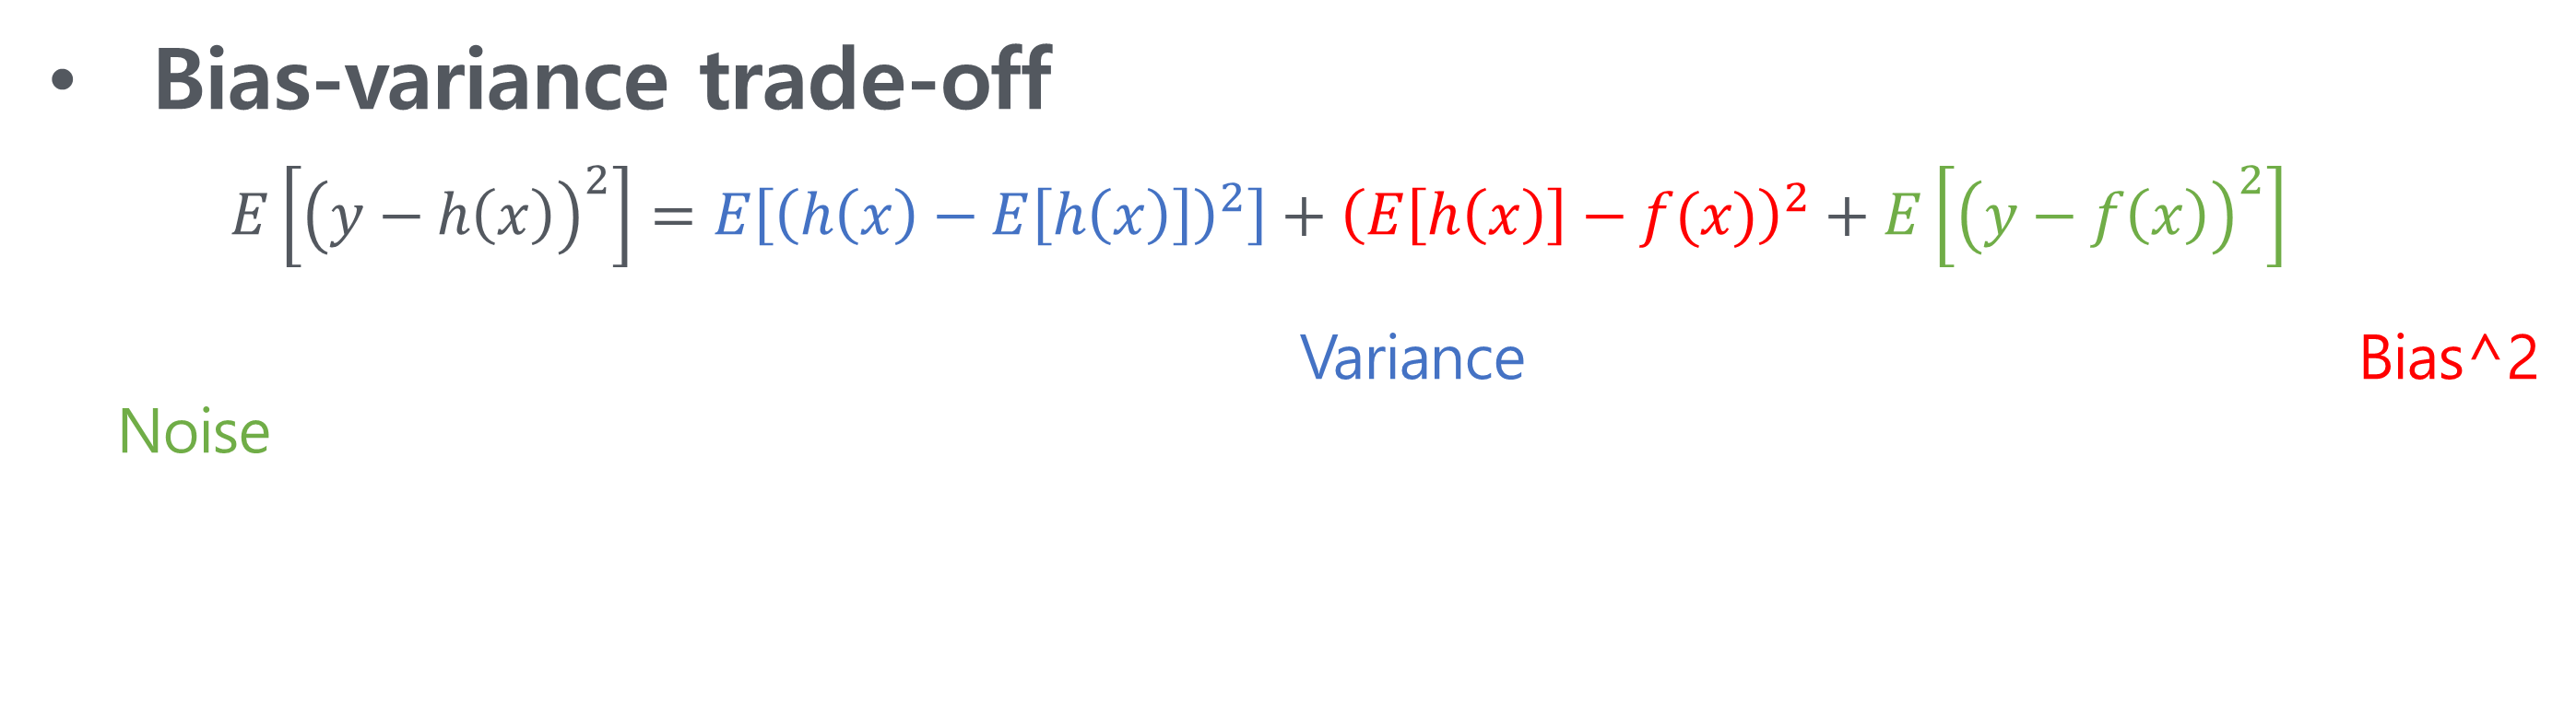 • Bias-variance trade-off
E[(y − h(x))²] = E[(h(x) − E[h(x)])²] + (E[h(x)] − f(x))² + E[(y − f(x))²]
Variance Bias^2
Noise